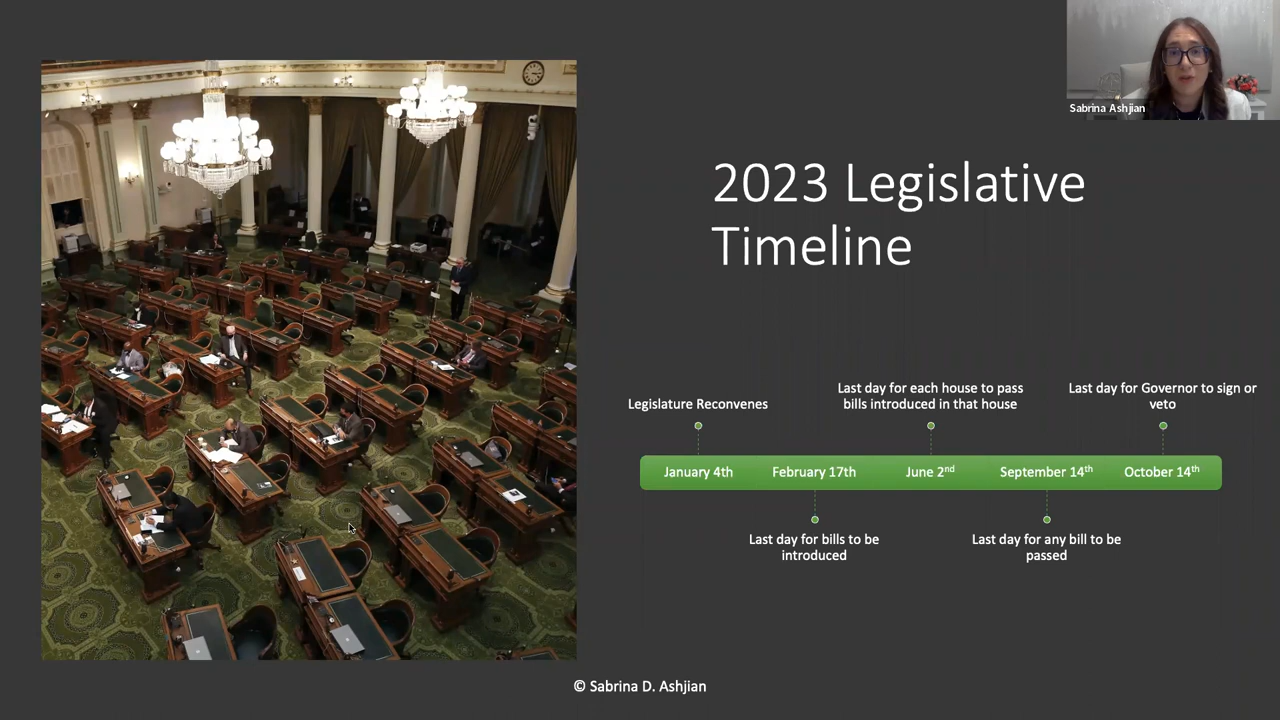 Sabrina Ashjian
2023 Legislative
Timeline
Legislature Reconvenes
Last day for each house to pass
bills introduced in that house
Last day for Governor to sign or
veto
January 4th
February 17th
June 2nd
September 14th
October 14th
Last day for bills to be
introduced
Last day for any bill to be
passed
© Sabrina D. Ashjian